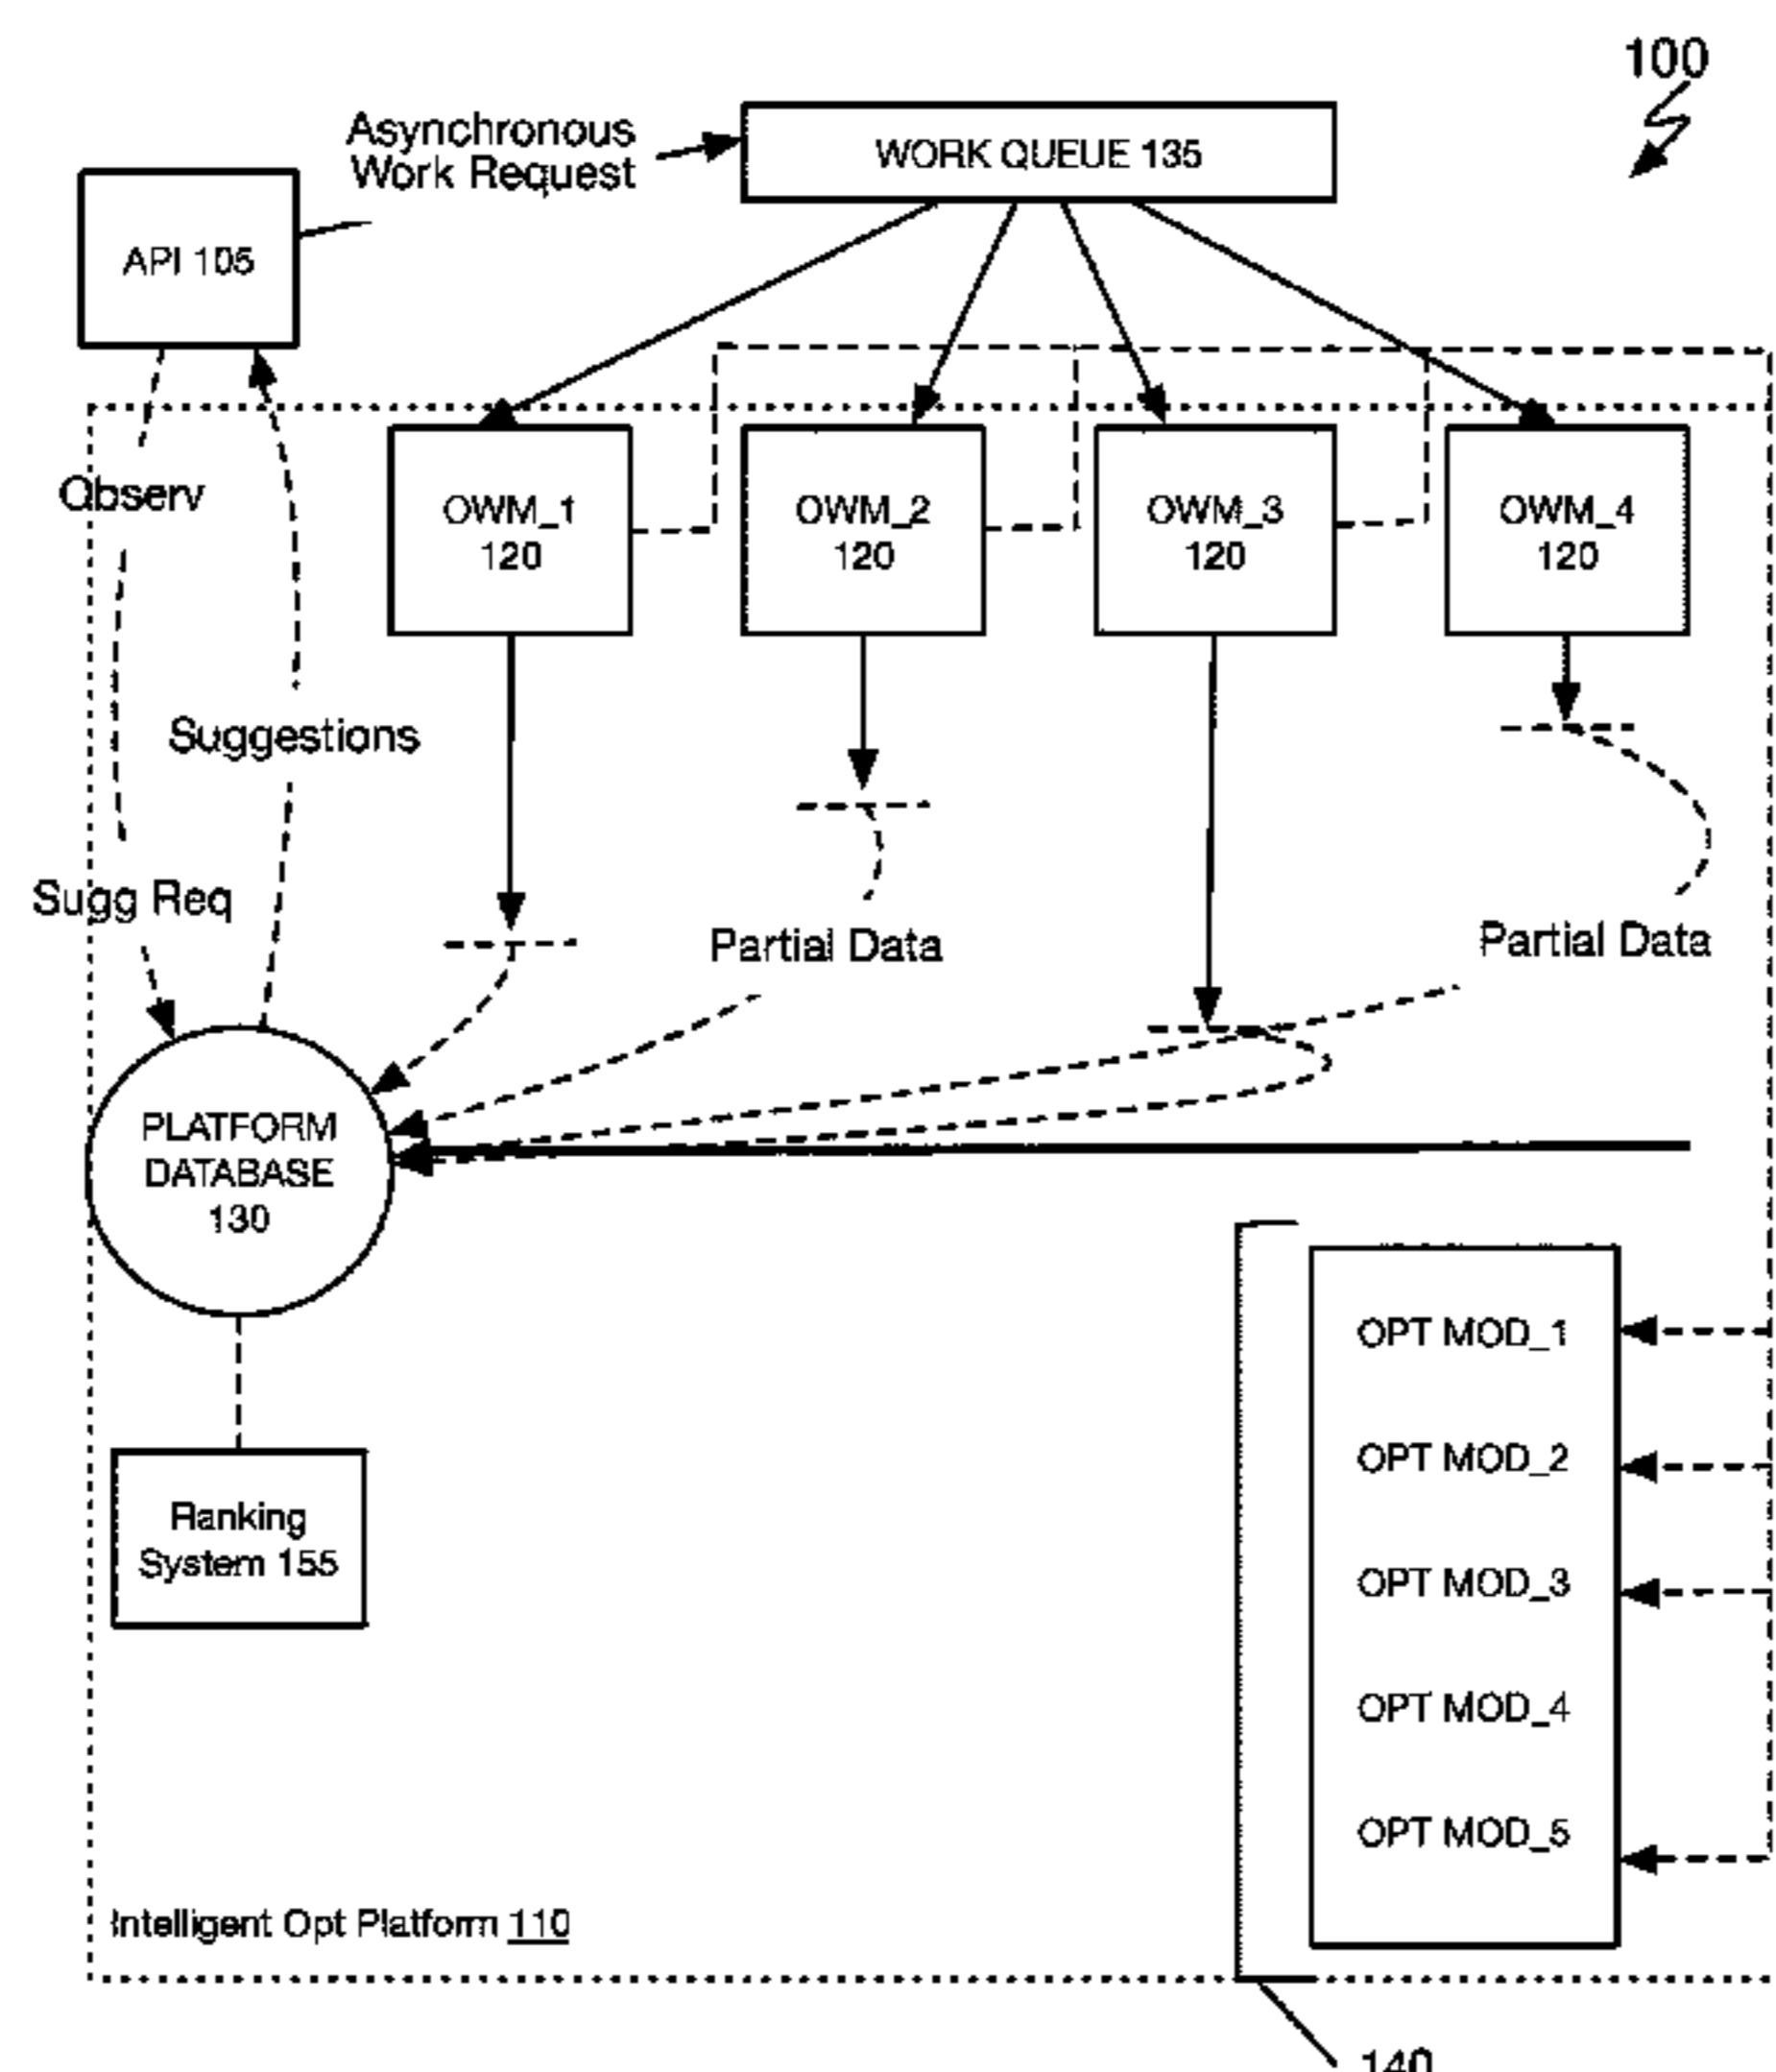 100
Asynchronous
Work Request
WORK QUEUE 135
API 105
Observ
OWM_1
120
OWM_2
120
OWM_3
120
OWM_4
120
Suggestions
Sugg Req
Partial Data
Partial Data
PLATFORM
DATABASE
130
OPT MOD_1
OPT MOD_2
Ranking
System 155
OPT MOD_3
OPT MOD_4
OPT MOD_5
Intelligent Opt Platform 110
140